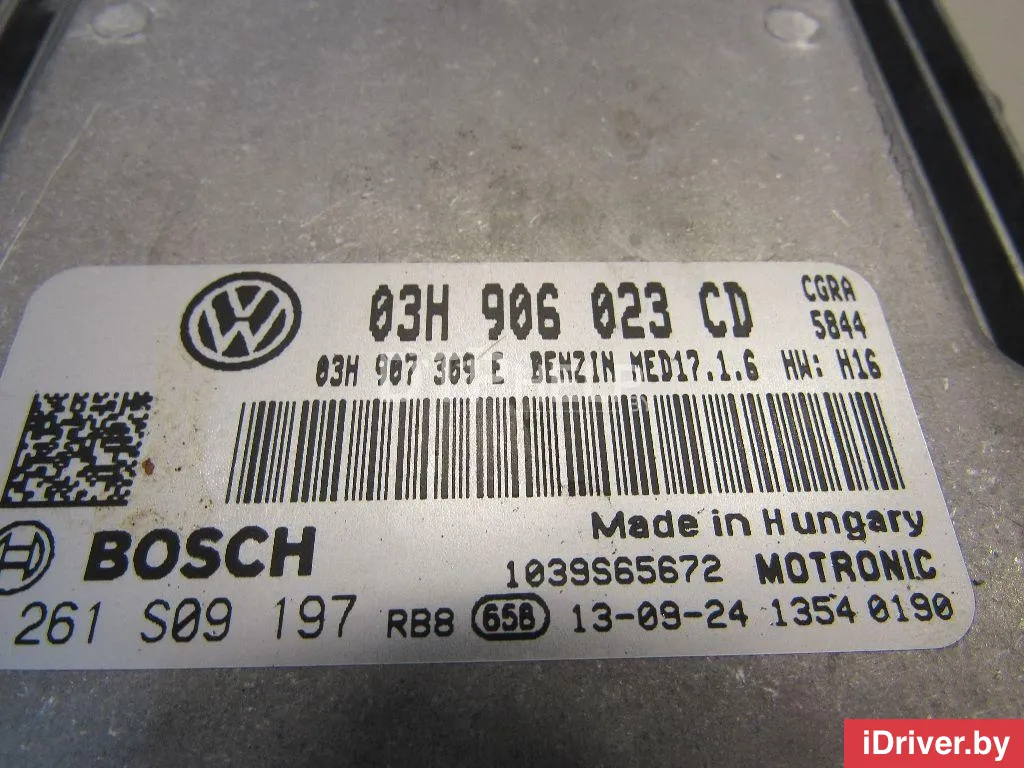 03H 906 023 CD CGRA
5844
03H 907 309 E BENZIN MED17.1.6 HW: H16
BOSCH Made in Hungary
1039S65672 MOTRONIC
261 S09 197 RB8 658 13-09-24 1354 0190
iDriver.by